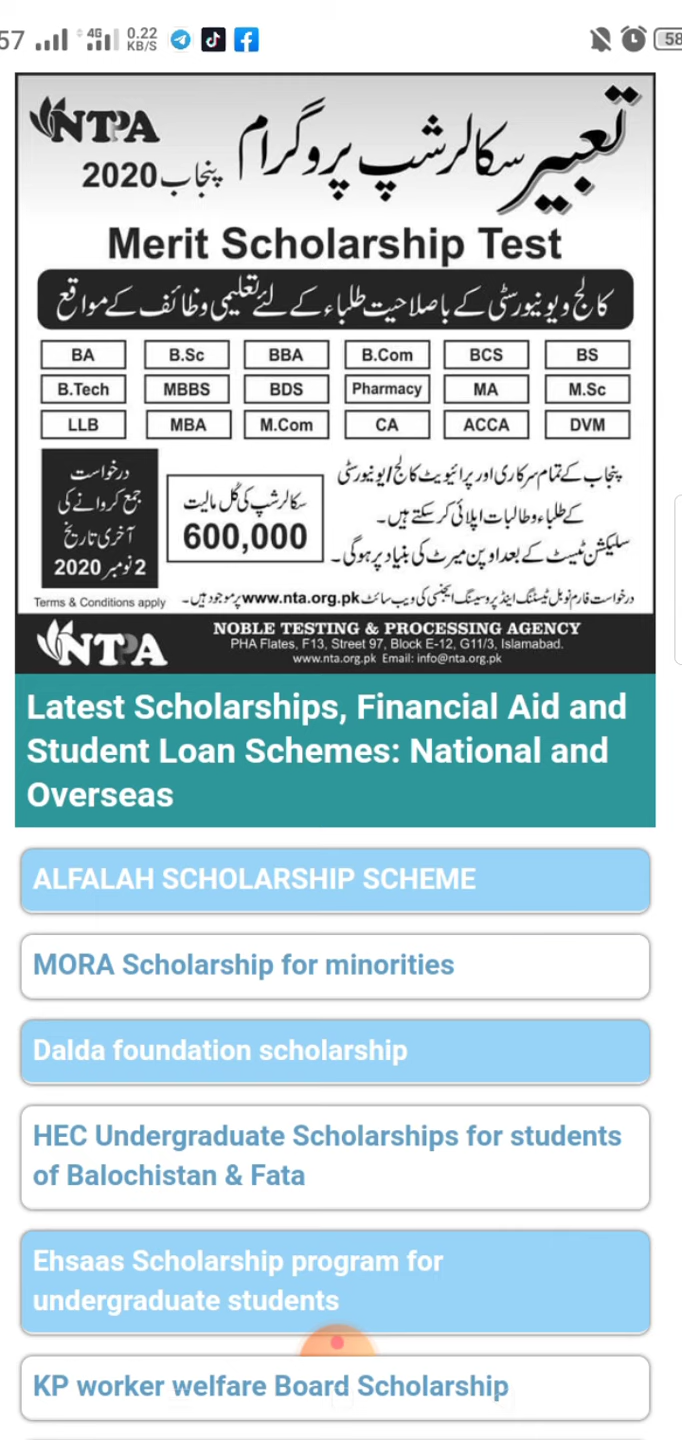 57 4G 0.22 KB/S 58
NTPA
تعبیر سکالرشپ پروگرام
پنجاب 2020
Merit Scholarship Test
کالج ویونیورسٹی کے باصلاحیت طلباء کے لئے تعلیمی وظائف کے مواقع
BA B.Sc BBA B.Com BCS BS
B.Tech MBBS BDS Pharmacy MA M.Sc
LLB MBA M.Com CA ACCA DVM
درخواست
جمع کروانے کی
آخری تاریخ
2 نومبر 2020
سکالرشپ کی کُل مالیت
600,000
پنجاب کے تمام سرکاری اور پرائیویٹ کالج/یونیورسٹی
کے طلباء و طالبات اپلائی کر سکتے ہیں۔
سلیکشن ٹیسٹ کے بعد اوپن میرٹ کی بنیاد پر ہوگی۔
درخواست فارم نوبل ٹیسٹنگ اینڈ پروسیسنگ ایجنسی کی ویب سائٹ www.nta.org.pk پر موجود ہیں۔
Terms & Conditions apply
NTPA
NOBLE TESTING & PROCESSING AGENCY
PHA Flates, F13, Street 97, Block E-12, G11/3, Islamabad.
www.nta.org.pk Email: info@nta.org.pk
Latest Scholarships, Financial Aid and
Student Loan Schemes: National and
Overseas
ALFALAH SCHOLARSHIP SCHEME
MORA Scholarship for minorities
Dalda foundation scholarship
HEC Undergraduate Scholarships for students
of Balochistan & Fata
Ehsaas Scholarship program for
undergraduate students
KP worker welfare Board Scholarship